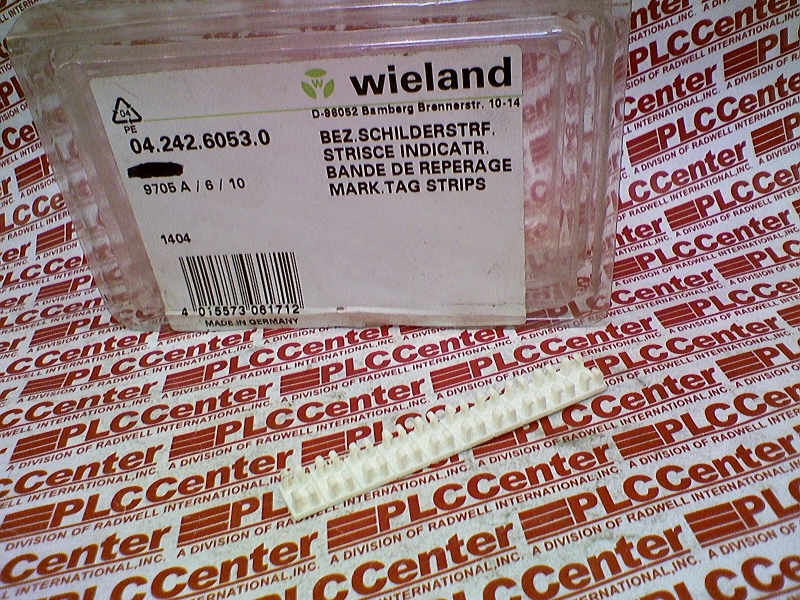 wieland
D-96052 Bamberg Brennerstr. 10-14
04
PE
04.242.6053.0
9705 A / 6 / 10
BEZ.SCHILDERSTRF.
STRISCE INDICATR.
BANDE DE REPERAGE
MARK.TAG STRIPS
1404
4 015573 061712
MADE IN GERMANY
PLCCenter
A DIVISION OF RADWELL INTERNATIONAL, INC.